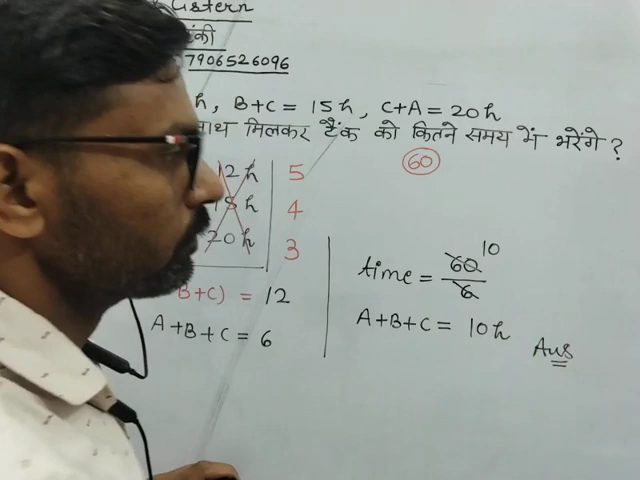 Cistern
टंकी
7906526096
h, B+C = 15h, C+A = 20h
साथ मिलकर टैंक को कितने समय में भरेंगे ?
60
12h 5
15h 4
20h 3
B+C) = 12
A+B+C = 6
time = 60/6 10
A+B+C = 10h
Ans